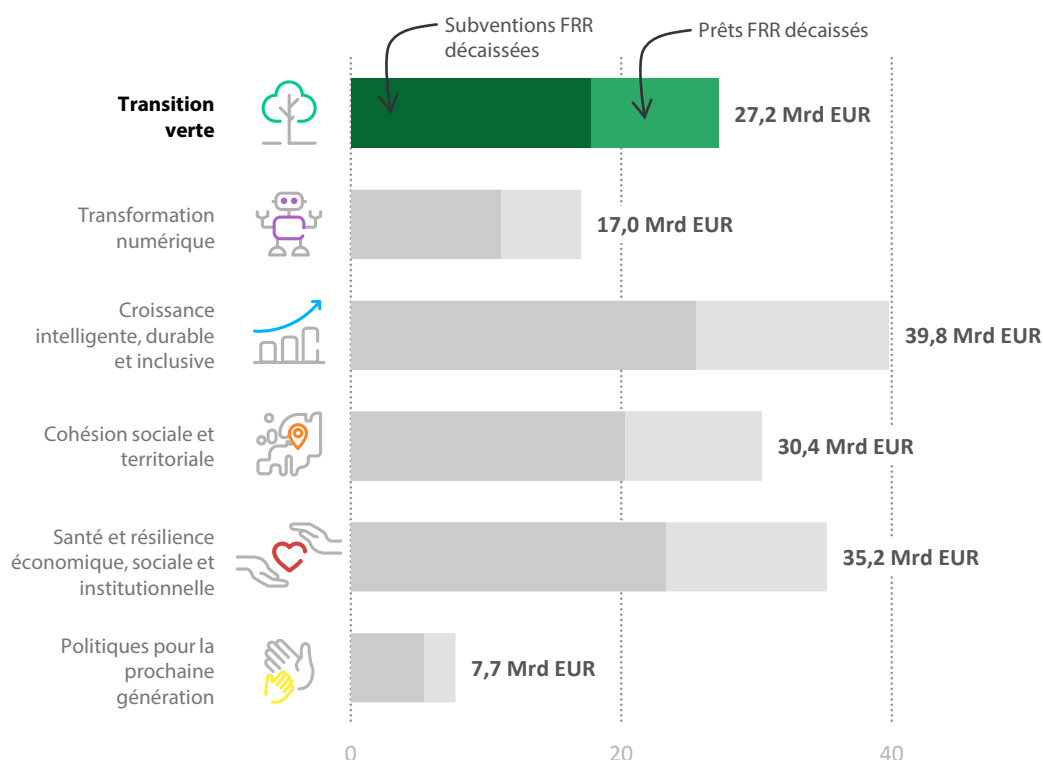 Subventions FRR
décaissées
Prêts FRR décaissés
Transition
verte
27,2 Mrd EUR
Transformation
numérique
17,0 Mrd EUR
Croissance
intelligente, durable
et inclusive
39,8 Mrd EUR
Cohésion sociale et
territoriale
30,4 Mrd EUR
Santé et résilience
économique, sociale et
institutionnelle
35,2 Mrd EUR
Politiques pour la
prochaine
génération
7,7 Mrd EUR
0
20
40